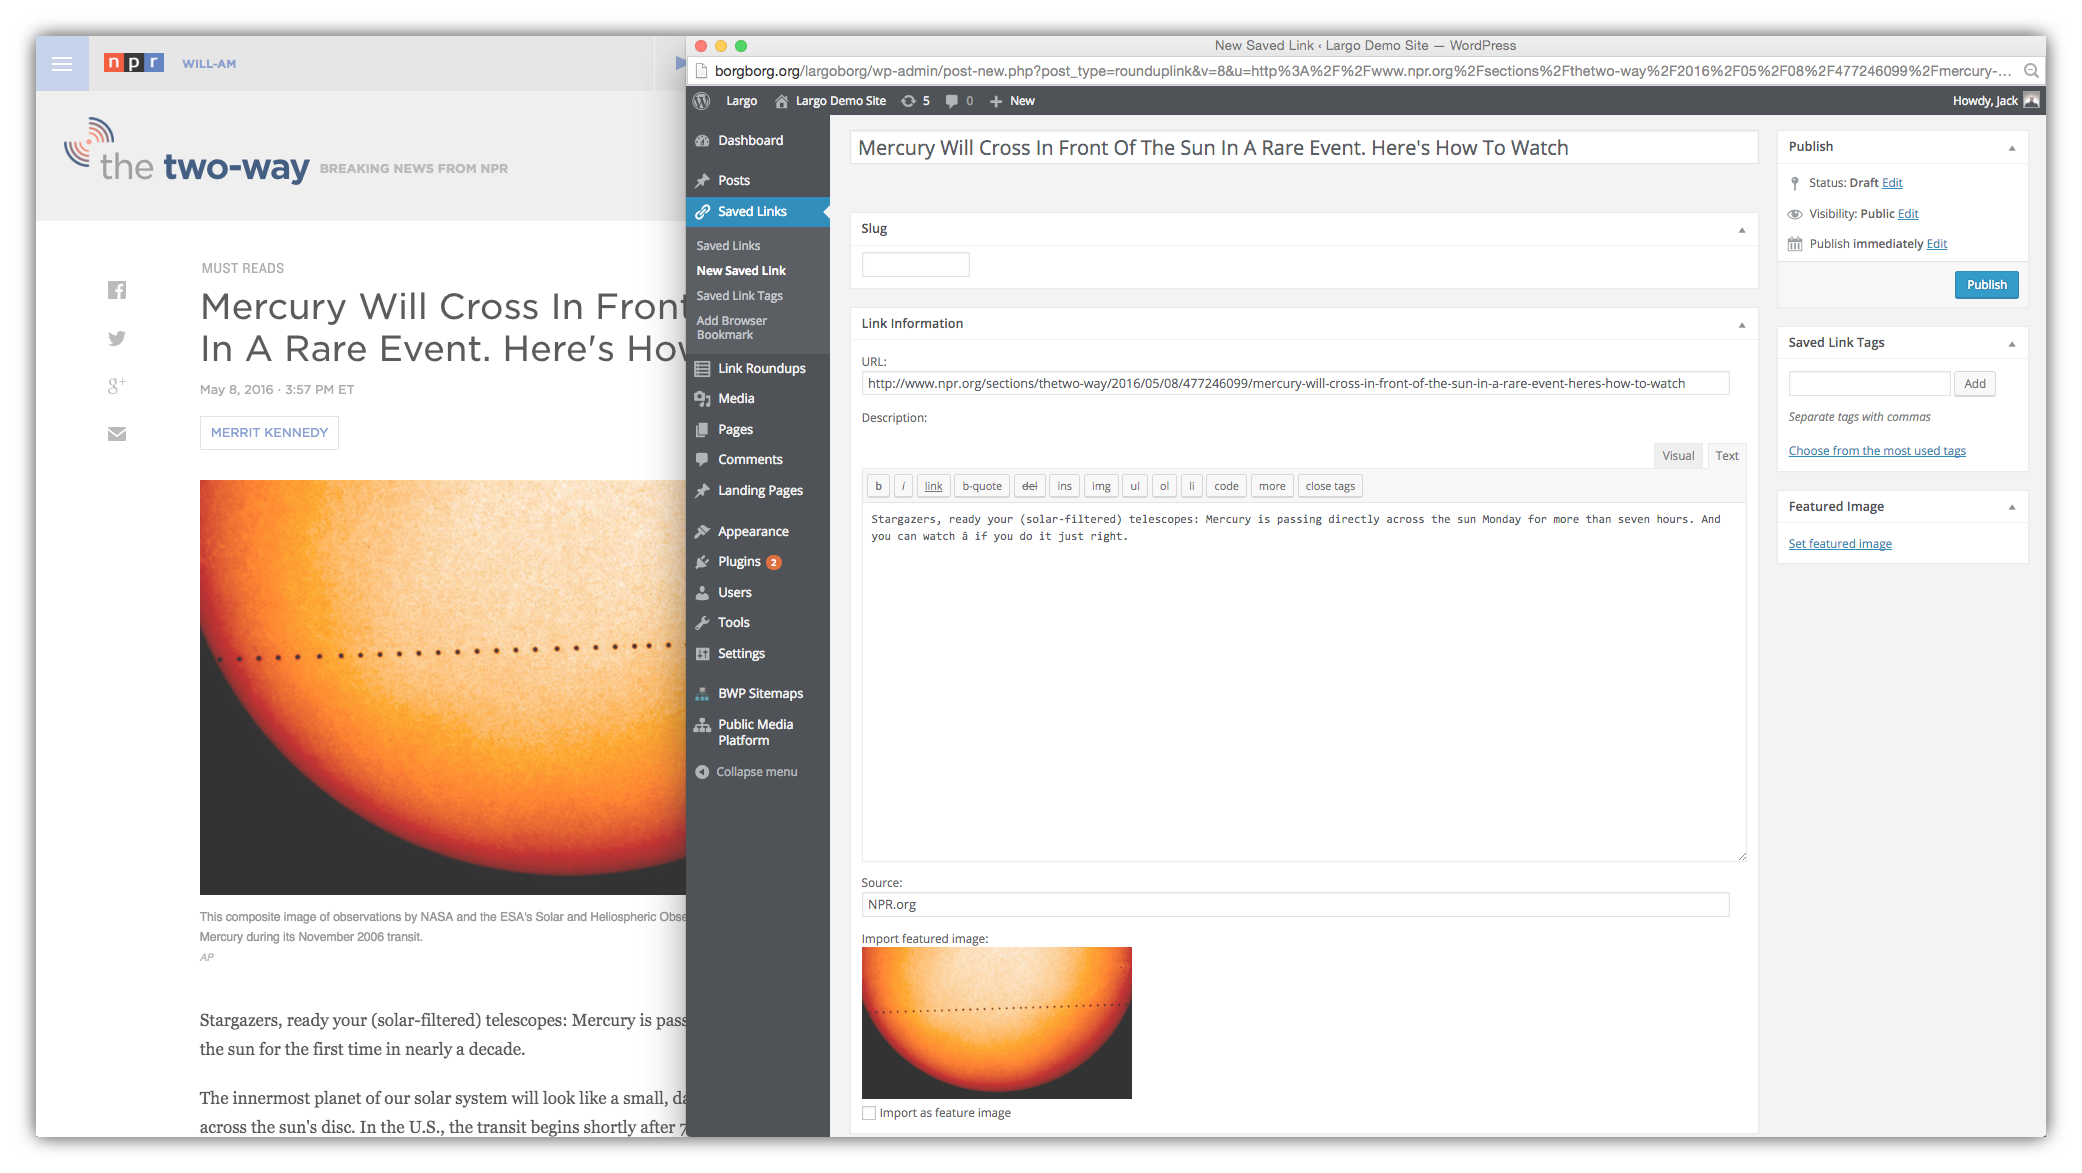 npr WILL-AM
the two-way BREAKING NEWS FROM NPR
MUST READS
Mercury Will Cross In Front
In A Rare Event. Here's How
May 8, 2016 · 3:57 PM ET
MERRIT KENNEDY
This composite image of observations by NASA and the ESA's Solar and Heliospheric Obse
Mercury during its November 2006 transit.
AP
Stargazers, ready your (solar-filtered) telescopes: Mercury is pass
the sun for the first time in nearly a decade.
The innermost planet of our solar system will look like a small, da
across the sun's disc. In the U.S., the transit begins shortly after 7
New Saved Link ‹ Largo Demo Site — WordPress
borgborg.org/largoborg/wp-admin/post-new.php?post_type=rounduplink&v=8&u=http%3A%2F%2Fwww.npr.org%2Fsections%2Fthetwo-way%2F2016%2F05%2F08%2F477246099%2Fmercury-...
Largo Largo Demo Site 5 0 New Howdy, Jack
Dashboard
Posts
Saved Links
Saved Links
New Saved Link
Saved Link Tags
Add Browser
Bookmark
Link Roundups
Media
Pages
Comments
Landing Pages
Appearance
Plugins 2
Users
Tools
Settings
BWP Sitemaps
Public Media
Platform
Collapse menu
Mercury Will Cross In Front Of The Sun In A Rare Event. Here's How To Watch
Slug
Link Information
URL:
http://www.npr.org/sections/thetwo-way/2016/05/08/477246099/mercury-will-cross-in-front-of-the-sun-in-a-rare-event-heres-how-to-watch
Description:
Visual Text
b i link b-quote del ins img ul ol li code more close tags
Stargazers, ready your (solar-filtered) telescopes: Mercury is passing directly across the sun Monday for more than seven hours. And
you can watch â if you do it just right.
Source:
NPR.org
Import featured image:
Import as feature image
Publish
Status: Draft Edit
Visibility: Public Edit
Publish immediately Edit
Publish
Saved Link Tags
Add
Separate tags with commas
Choose from the most used tags
Featured Image
Set featured image